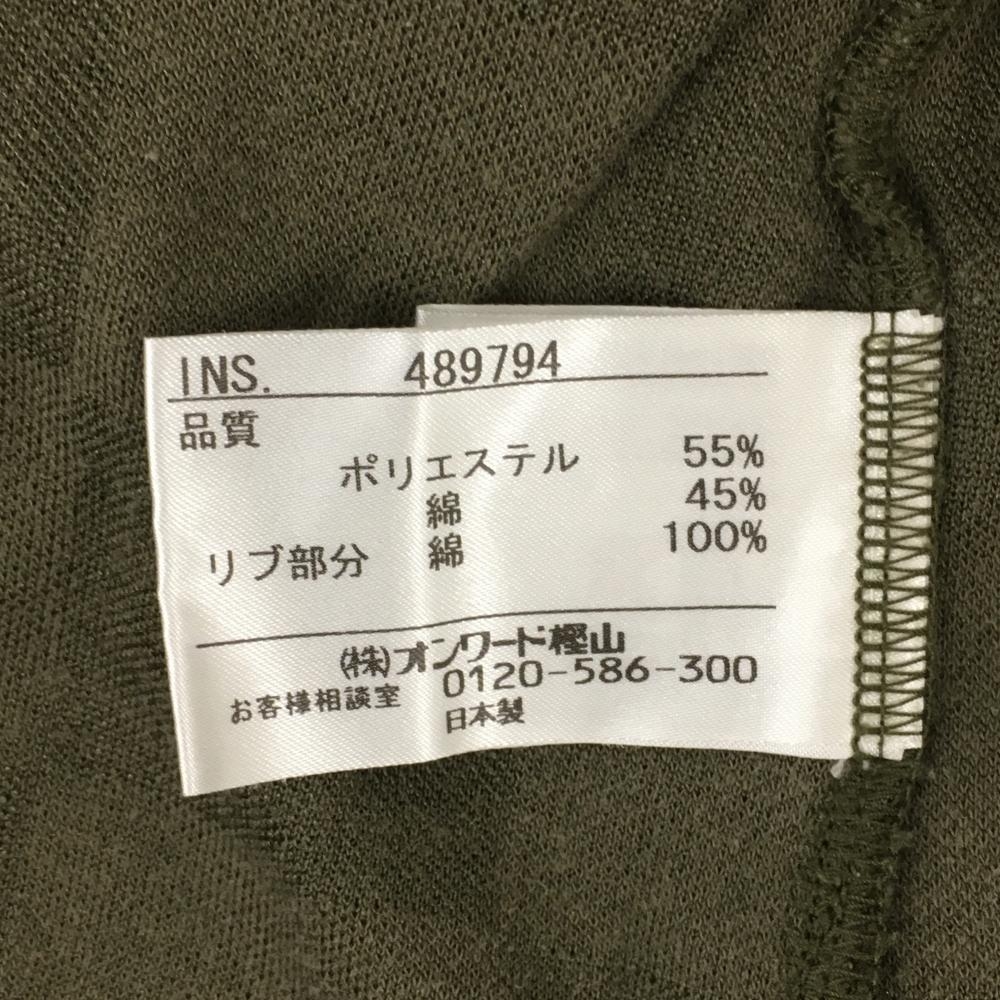 INS. 489794
品質
ポリエステル 55%
綿 45%
リブ部分 綿 100%
(株)オンワード樫山
お客様相談室 0120-586-300
日本製